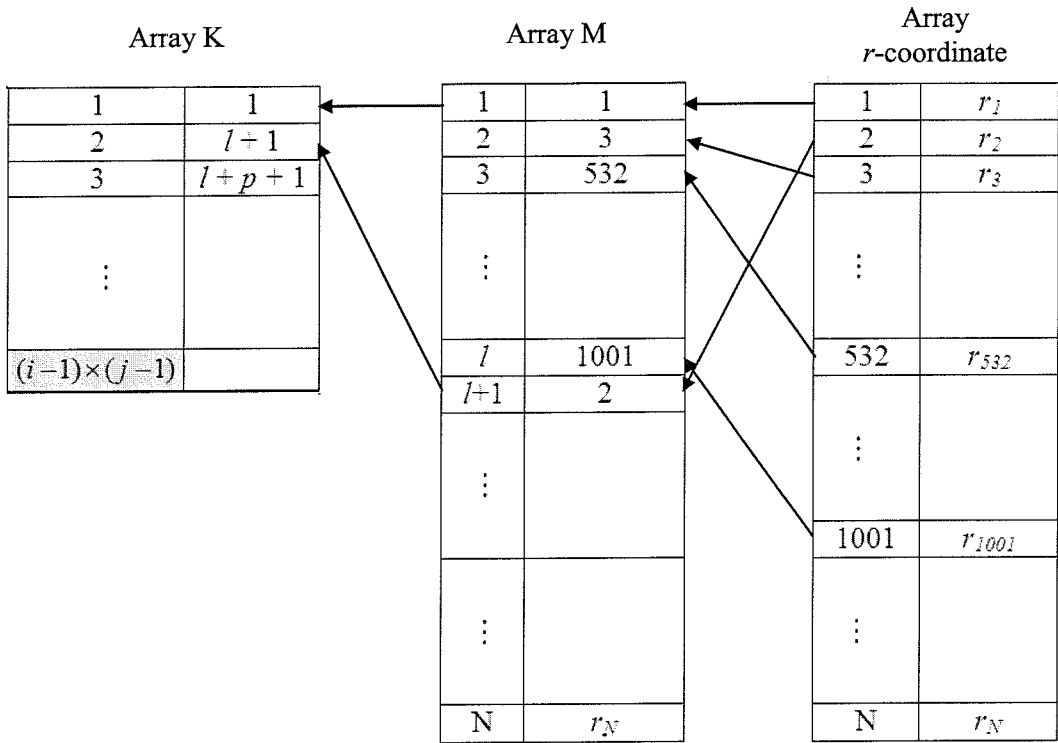 Array K
1 1
2 l + 1
3 l + p + 1
⋮
(i − 1) × (j − 1)
Array M
1 1
2 3
3 532
⋮
l 1001
l+1 2
⋮
⋮
N r_N
Array
r-coordinate
1 r_1
2 r_2
3 r_3
⋮
532 r_532
⋮
1001 r_1001
⋮
N r_N